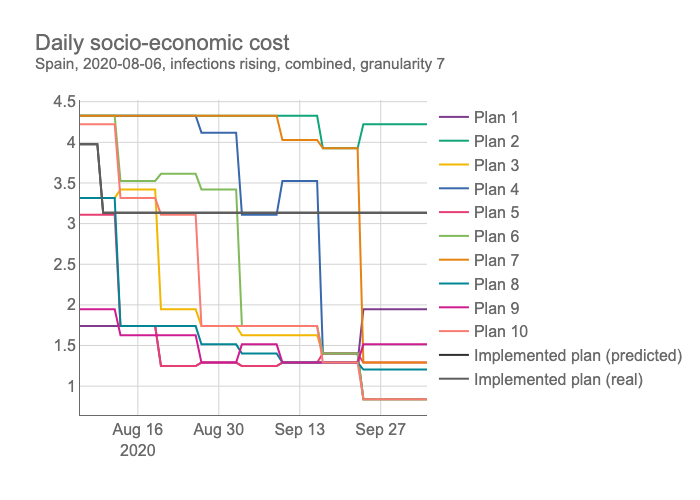 Daily socio-economic cost
Spain, 2020-08-06, infections rising, combined, granularity 7
4.5
4
3.5
3
2.5
2
1.5
1
Aug 16
2020
Aug 30
Sep 13
Sep 27
Plan 1
Plan 2
Plan 3
Plan 4
Plan 5
Plan 6
Plan 7
Plan 8
Plan 9
Plan 10
Implemented plan (predicted)
Implemented plan (real)